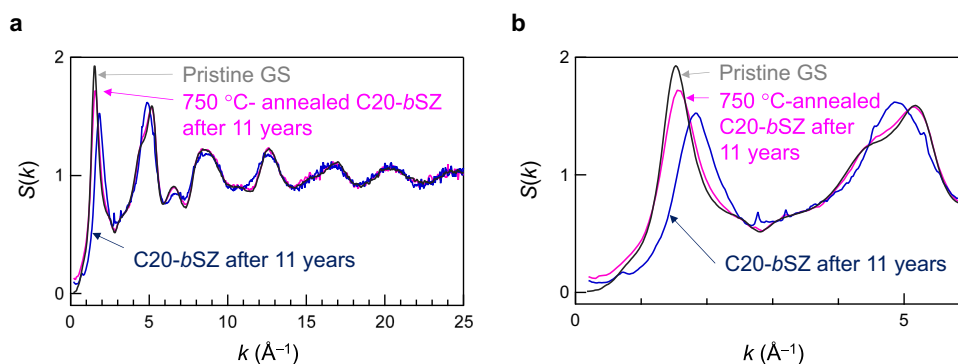 a
2
1
0
S(k)
Pristine GS
750 °C- annealed C20-bSZ
after 11 years
C20-bSZ after 11 years
0 5 10 15 20 25
k (Å⁻¹)
b
2
1
0
S(k)
Pristine GS
750 °C-annealed
C20-bSZ after
11 years
C20-bSZ after 11 years
0 5
k (Å⁻¹)